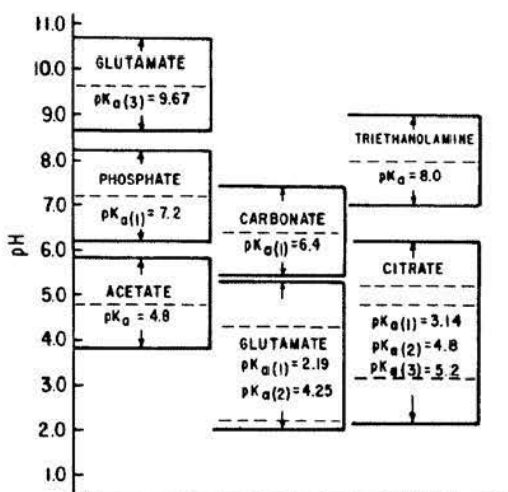 11.0
10.0
9.0
8.0
7.0
6.0
5.0
4.0
3.0
2.0
1.0
pH
GLUTAMATE
pKa(3) = 9.67
PHOSPHATE
pKa(1) = 7.2
ACETATE
pKa = 4.8
CARBONATE
pKa(1) = 6.4
GLUTAMATE
pKa(1) = 2.19
pKa(2) = 4.25
TRIETHANOLAMINE
pKa = 8.0
CITRATE
pKa(1) = 3.14
pKa(2) = 4.8
pKa(3) = 5.2